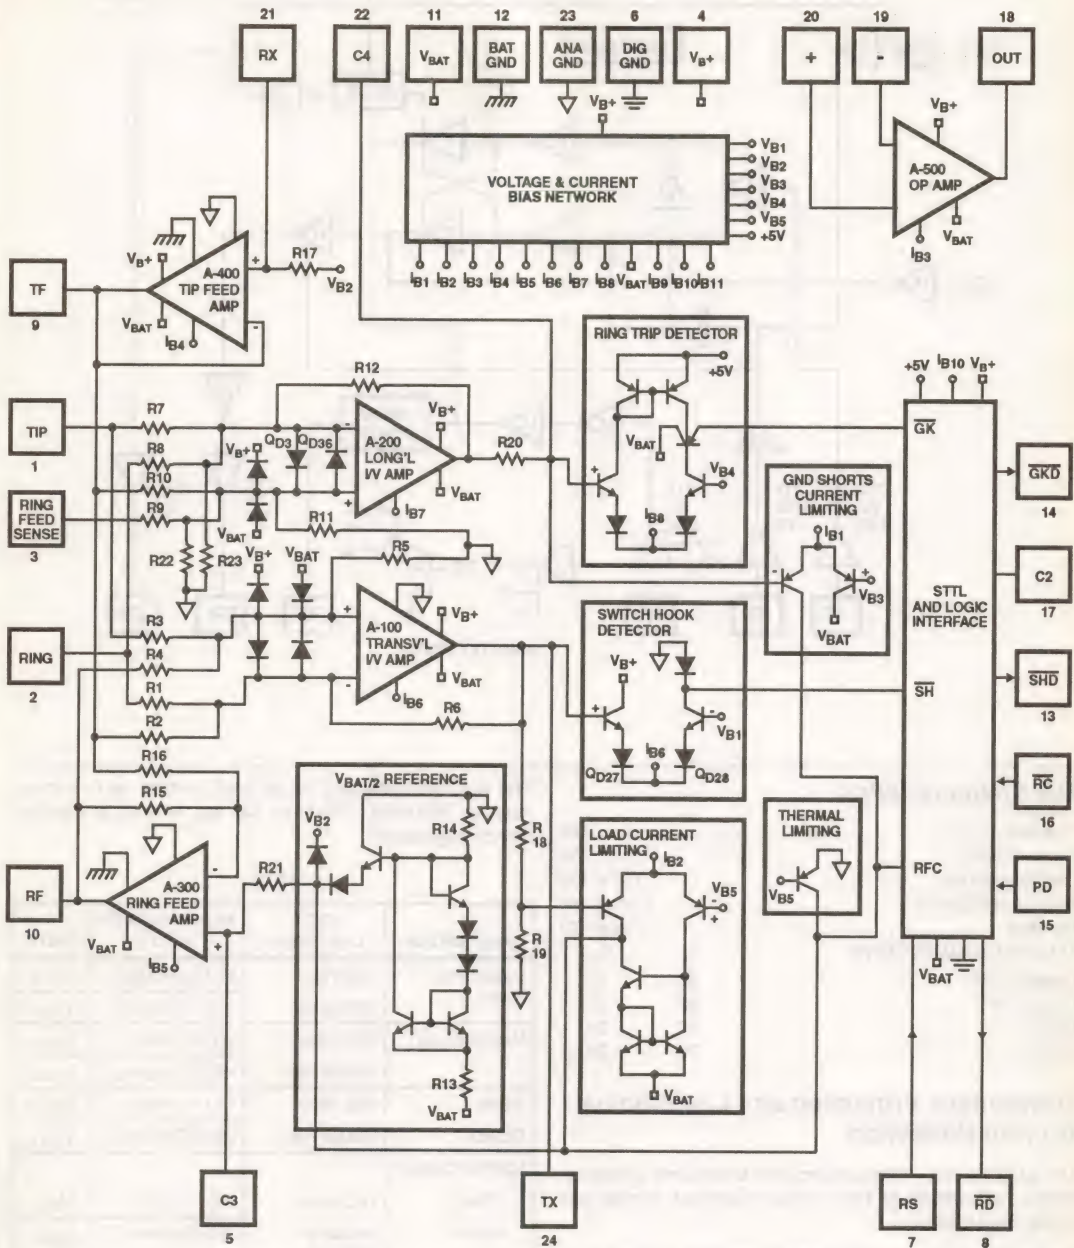 21
22
11
12
23
6
4
20
19
18
RX
C4
VBAT
BAT GND
ANA GND
DIG GND
VB+
+
-
OUT
VB+
VOLTAGE & CURRENT
BIAS NETWORK
VB1
VB2
VB3
VB4
VB5
+5V
IB1 IB2 IB3 IB4 IB5 IB6 IB7 IB8 VBAT IB9 IB10 IB11
VB+
A-500
OP AMP
VBAT
IB3
TF
9
VB+
A-400
TIP FEED
AMP
+
-
VBAT
IB4
R17
VB2
TIP
1
R7
R8
R10
R9
R22
R23
VB+
VBAT
QD3
QD36
R12
-
+
A-200
LONG'L
I/V AMP
VB+
VBAT
IB7
R20
R11
R5
RING
FEED
SENSE
3
RING TRIP DETECTOR
+5V
VBAT
+
VB4
IB8
GK
GND SHORTS
CURRENT
LIMITING
IB1
-
+
VB3
VBAT
+5V
IB10
VB+
STTL
AND LOGIC
INTERFACE
GKD
14
C2
17
SHD
13
RC
16
PD
15
SH
RFC
VBAT
RING
2
R3
R4
R1
R2
R16
R15
VB+
VBAT
+
-
A-100
TRANSV'L
I/V AMP
VB+
VBAT
IB6
R6
SWITCH HOOK
DETECTOR
VB+
+
-
VB1
IB6
QD27
QD28
THERMAL
LIMITING
VB5
RF
10
A-300
RING FEED
AMP
-
+
VBAT
IB5
R21
VBAT/2 REFERENCE
VB2
R14
R13
VBAT
R
18
R
19
LOAD CURRENT
LIMITING
IB2
VB5
-
+
VBAT
C3
5
TX
24
RS
7
RD
8